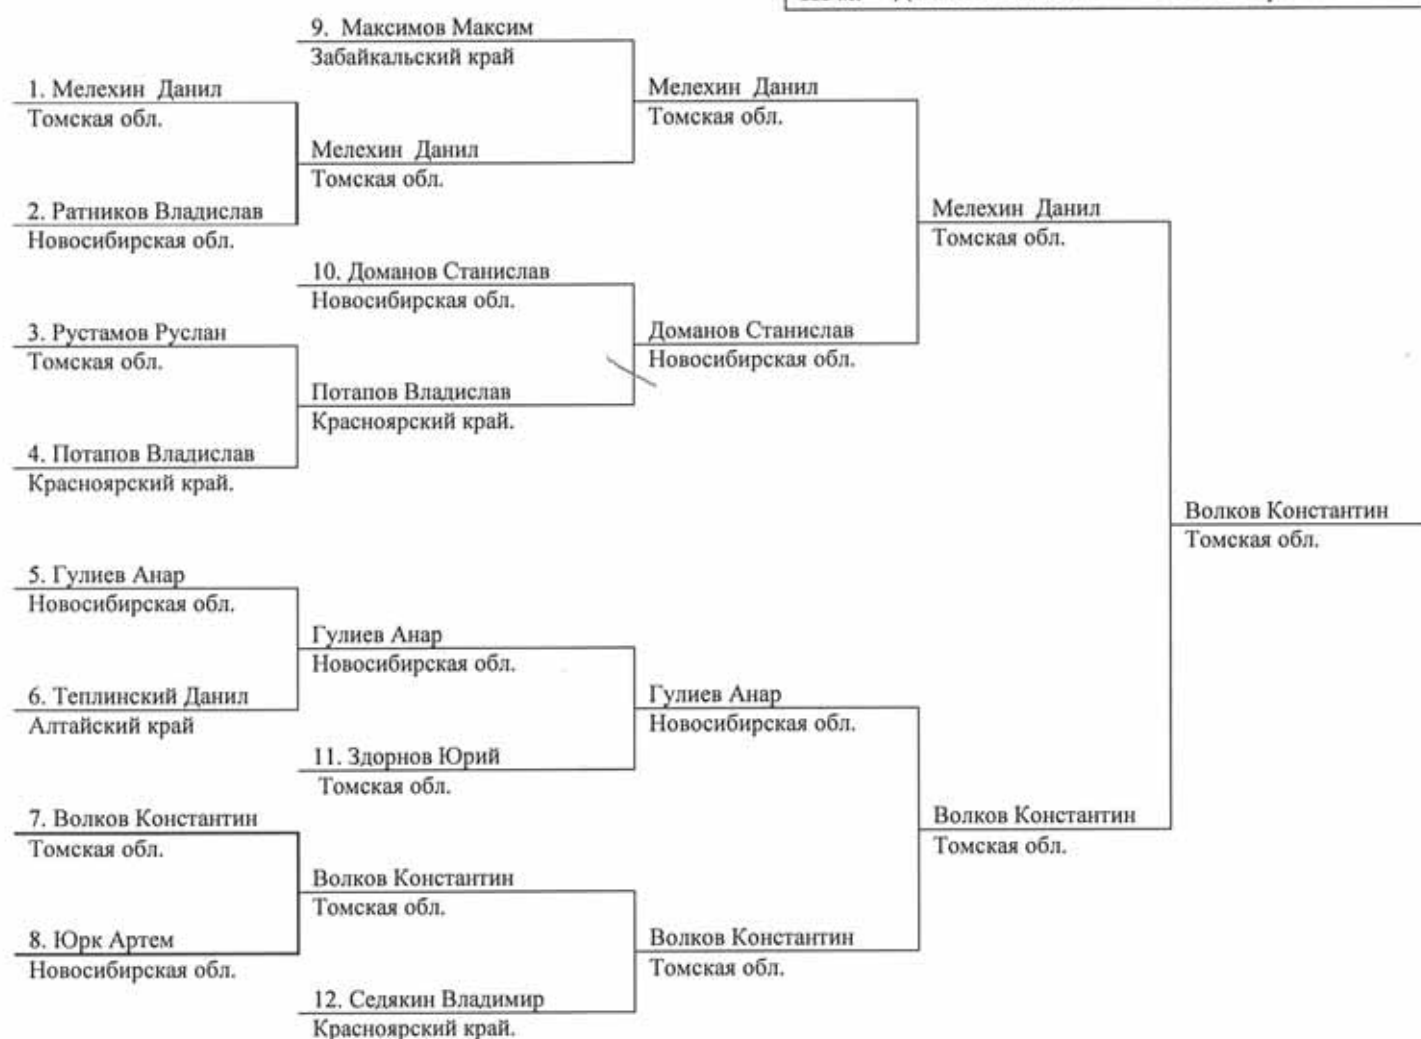 9. Максимов Максим
Забайкальский край
1. Мелехин Данил
Томская обл.
Мелехин Данил
Томская обл.
Мелехин Данил
Томская обл.
2. Ратников Владислав
Новосибирская обл.
Мелехин Данил
Томская обл.
10. Доманов Станислав
Новосибирская обл.
3. Рустамов Руслан
Томская обл.
Доманов Станислав
Новосибирская обл.
Потапов Владислав
Красноярский край.
4. Потапов Владислав
Красноярский край.
Волков Константин
Томская обл.
5. Гулиев Анар
Новосибирская обл.
Гулиев Анар
Новосибирская обл.
6. Теплинский Данил
Алтайский край
Гулиев Анар
Новосибирская обл.
11. Здорнов Юрий
Томская обл.
7. Волков Константин
Томская обл.
Волков Константин
Томская обл.
Волков Константин
Томская обл.
8. Юрк Артем
Новосибирская обл.
Волков Константин
Томская обл.
12. Седякин Владимир
Красноярский край.